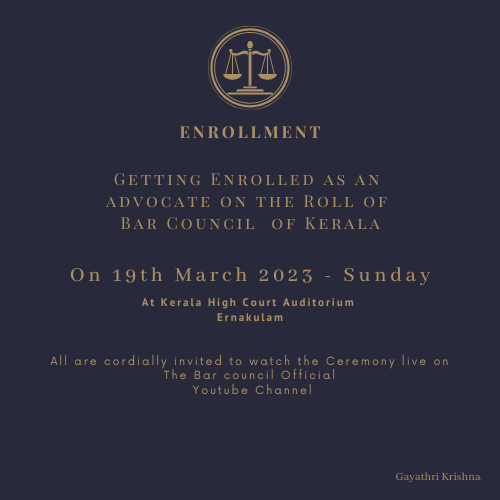 ENROLLMENT
Getting Enrolled as an
advocate on the Roll of
Bar Council of Kerala
On 19th March 2023 - Sunday
At Kerala High Court Auditorium
Ernakulam
All are cordially invited to watch the Ceremony live on
The Bar council Official
Youtube Channel
Gayathri Krishna